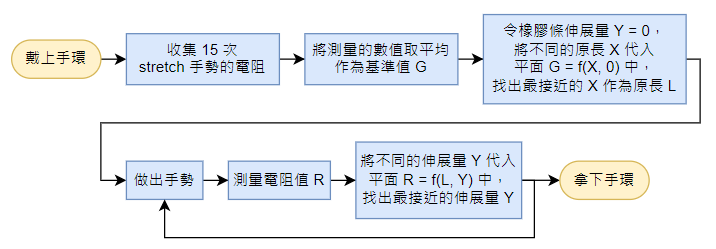 戴上手環
收集 15 次
stretch 手勢的電阻
將測量的數值取平均
作為基準值 G
令橡膠條伸展量 Y = 0，
將不同的原長 X 代入
平面 G = f(X, 0) 中，
找出最接近的 X 作為原長 L
做出手勢
測量電阻值 R
將不同的伸展量 Y 代入
平面 R = f(L, Y) 中，
找出最接近的伸展量 Y
拿下手環